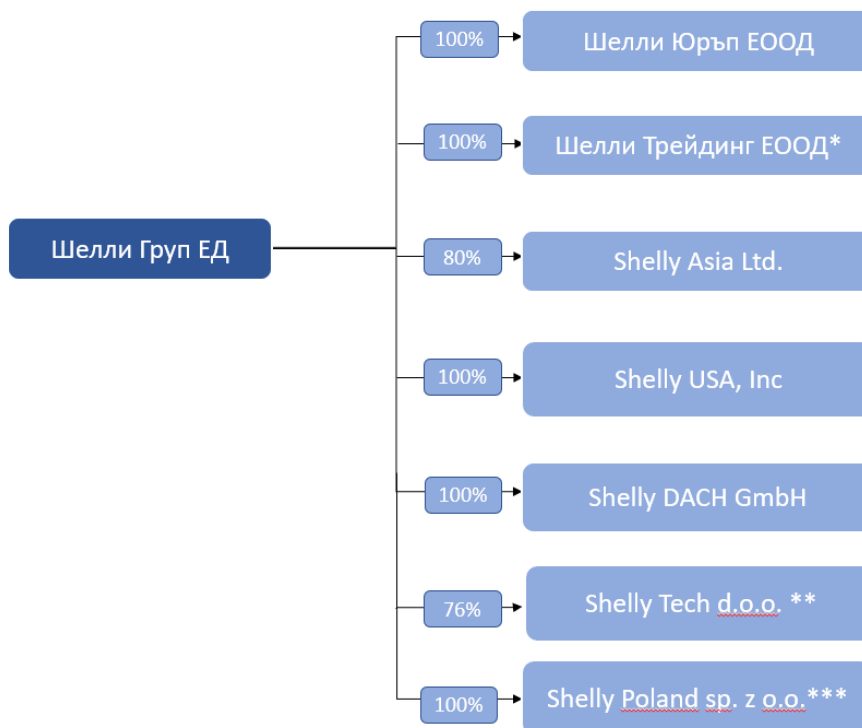 100%
Шелли Юръп ЕООД
100%
Шелли Трейдинг ЕООД*
Шелли Груп ЕД
80%
Shelly Asia Ltd.
100%
Shelly USA, Inc
100%
Shelly DACH GmbH
76%
Shelly Tech d.o.o. **
100%
Shelly Poland sp. z o.o.***